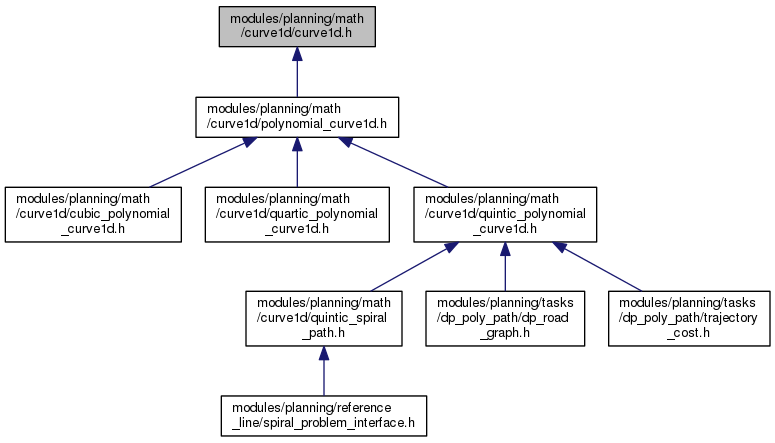 modules/planning/math
/curve1d/curve1d.h
modules/planning/math
/curve1d/polynomial_curve1d.h
modules/planning/math
/curve1d/cubic_polynomial
_curve1d.h
modules/planning/math
/curve1d/quartic_polynomial
_curve1d.h
modules/planning/math
/curve1d/quintic_polynomial
_curve1d.h
modules/planning/math
/curve1d/quintic_spiral
_path.h
modules/planning/tasks
/dp_poly_path/dp_road
_graph.h
modules/planning/tasks
/dp_poly_path/trajectory
_cost.h
modules/planning/reference
_line/spiral_problem_interface.h